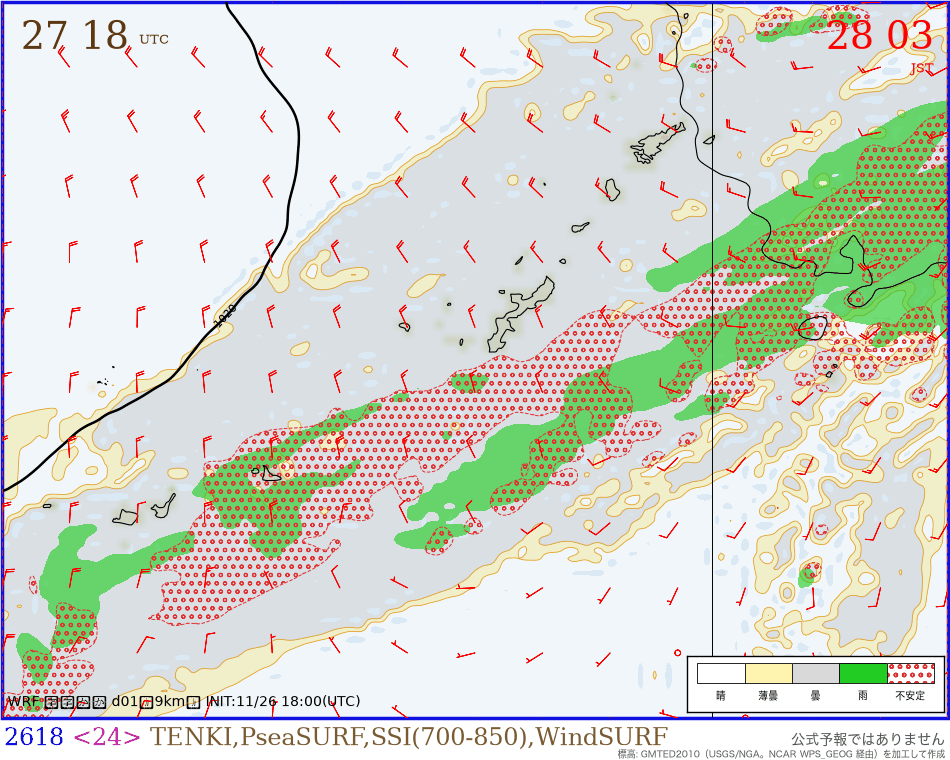 27 18 UTC
28 03
JST
1020
WRF d01 9km INIT:11/26 18:00(UTC)
晴 薄曇 曇 雨 不安定
2618 <24> TENKI,PseaSURF,SSI(700-850),WindSURF
公式予報ではありません
標高: GMTED2010（USGS/NGA。NCAR WPS_GEOG 経由）を加工して作成